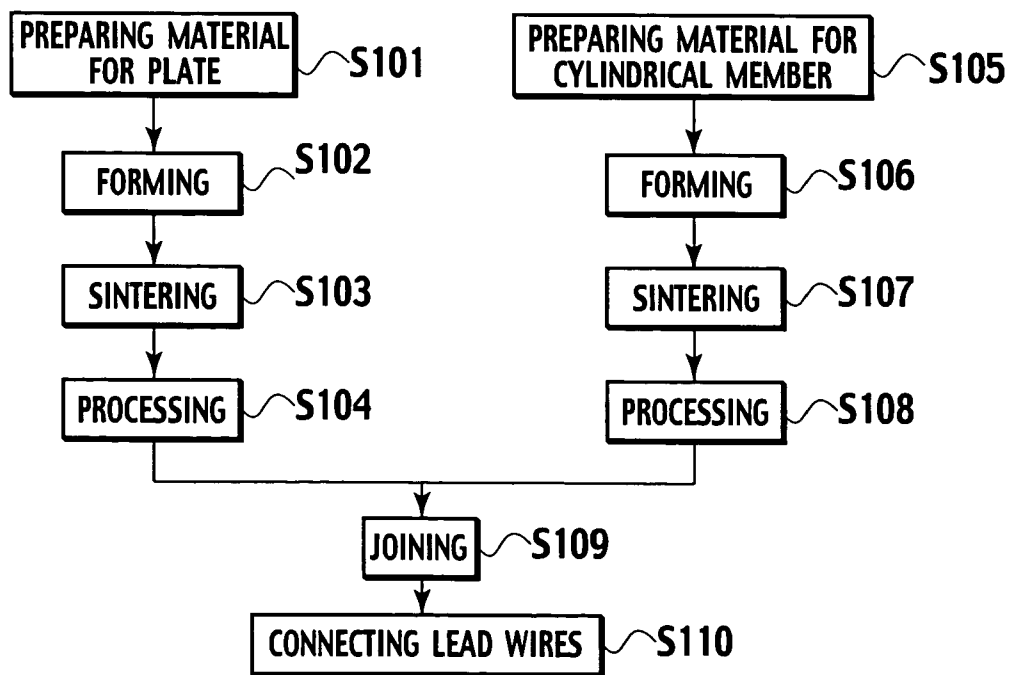 PREPARING MATERIAL
FOR PLATE
S101
FORMING
S102
SINTERING
S103
PROCESSING
S104
PREPARING MATERIAL FOR
CYLINDRICAL MEMBER
S105
FORMING
S106
SINTERING
S107
PROCESSING
S108
JOINING
S109
CONNECTING LEAD WIRES
S110